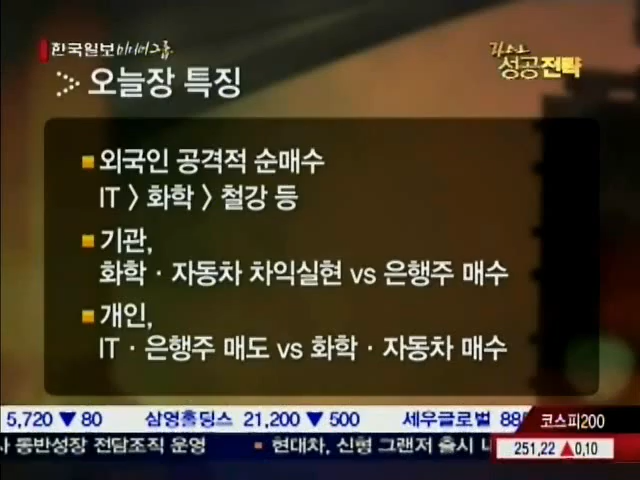 한국일보 미디어그룹
성공전략
오늘장 특징
외국인 공격적 순매수
IT > 화학 > 철강 등
기관,
화학 · 자동차 차익실현 vs 은행주 매수
개인,
IT · 은행주 매도 vs 화학 · 자동차 매수
5,720 ▼ 80 삼영홀딩스 21,200 ▼ 500 세우글로벌 코스피200
동반성장 전담조직 운영 현대차, 신형 그랜저 출시 251,22 ▲0,10